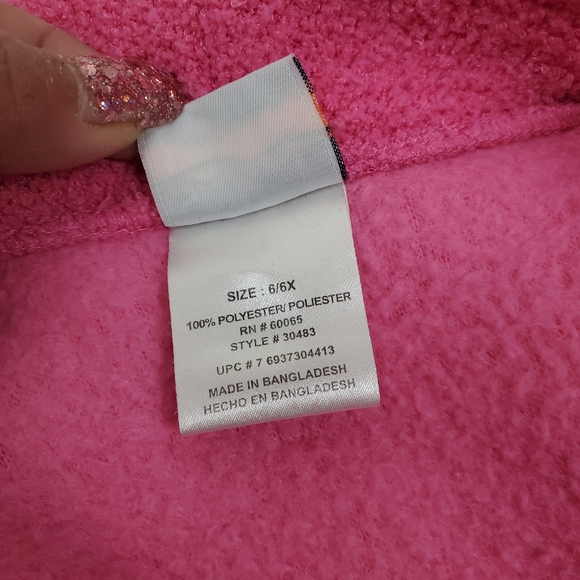 SIZE : 6/6X
100% POLYESTER/ POLIESTER
RN # 60065
STYLE # 30483
UPC # 7 6937304413
MADE IN BANGLADESH
HECHO EN BANGLADESH